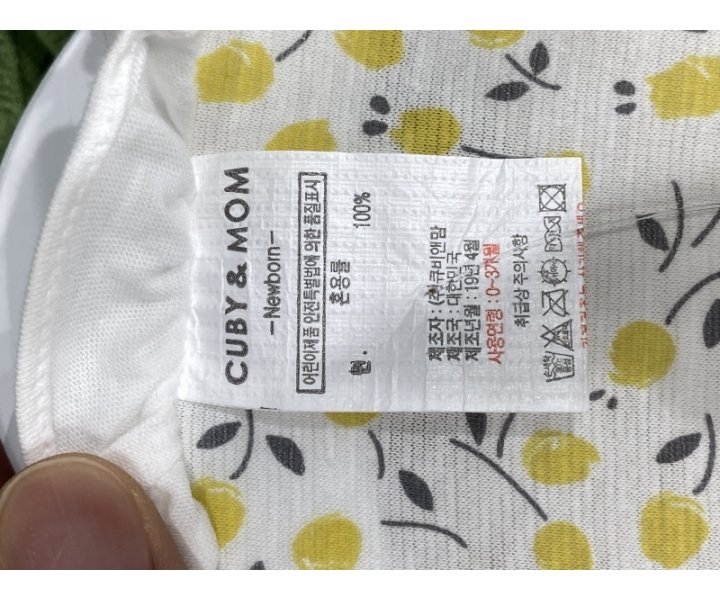 CUBY & MOM
-Newborn-
어린이제품 안전특별법에 의한 품질표시
혼용률
면. 100%
제조자 : (주)큐비앤맘
제조국 : 대한민국
제조년월 : 19년 4월
사용연령 : 0~3개월
취급상 주의사항